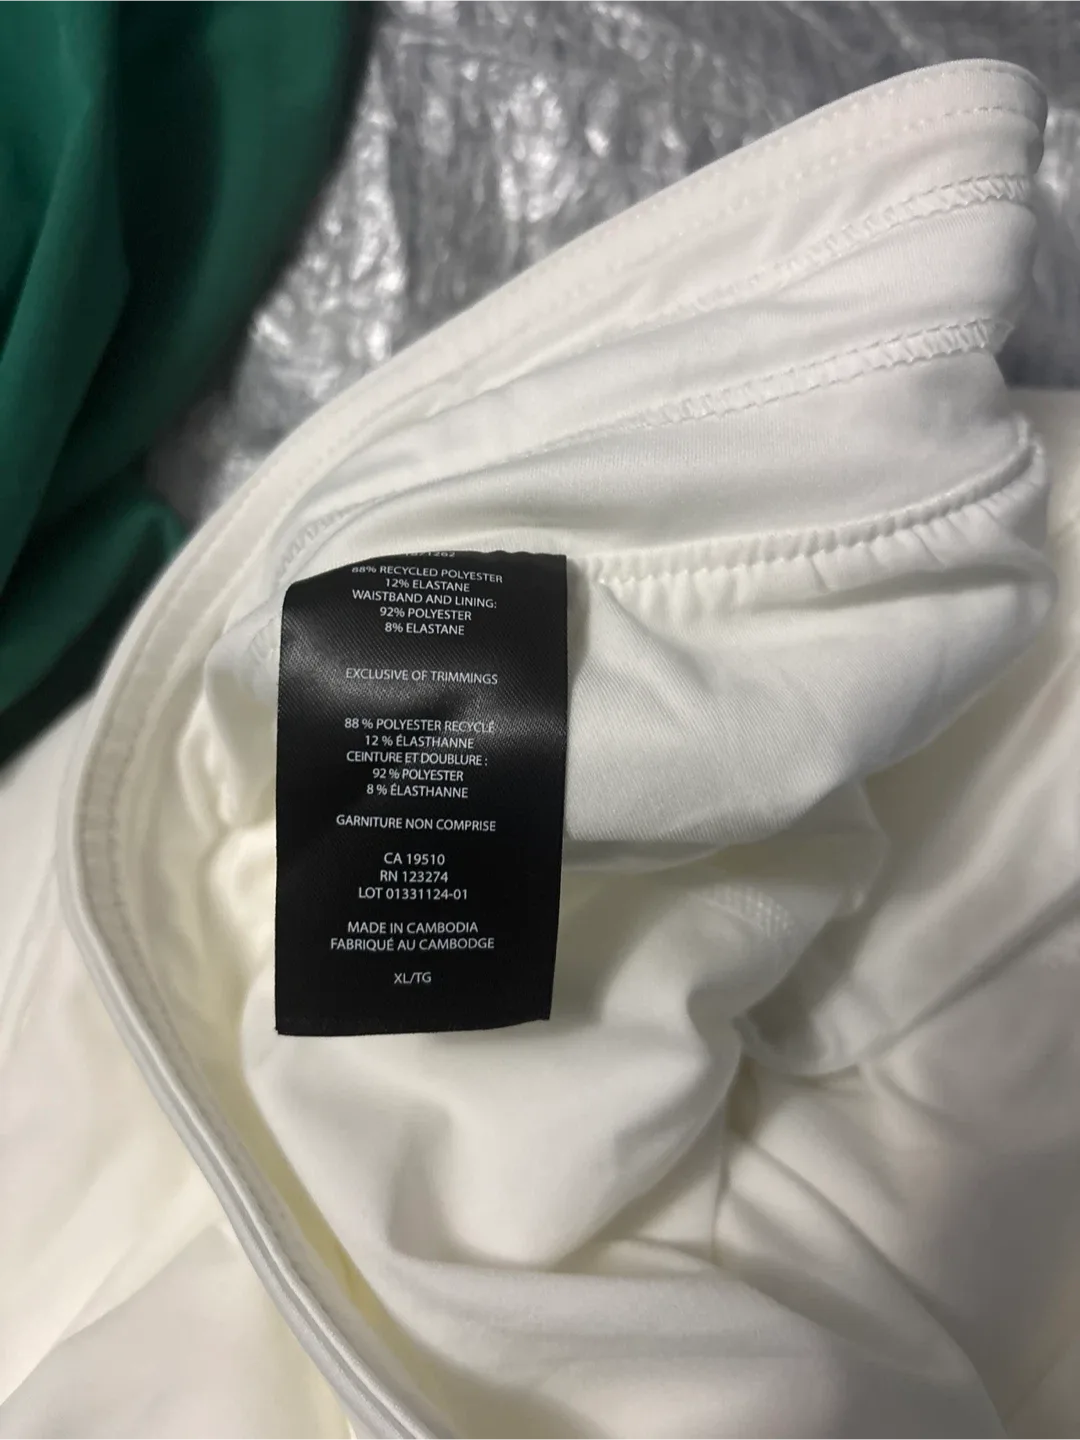 88% RECYCLED POLYESTER
12% ELASTANE
WAISTBAND AND LINING:
92% POLYESTER
8% ELASTANE
EXCLUSIVE OF TRIMMINGS
88 % POLYESTER RECYCLÉ
12 % ÉLASTHANNE
CEINTURE ET DOUBLURE :
92 % POLYESTER
8 % ÉLASTHANNE
GARNITURE NON COMPRISE
CA 19510
RN 123274
LOT 01331124-01
MADE IN CAMBODIA
FABRIQUÉ AU CAMBODGE
XL/TG